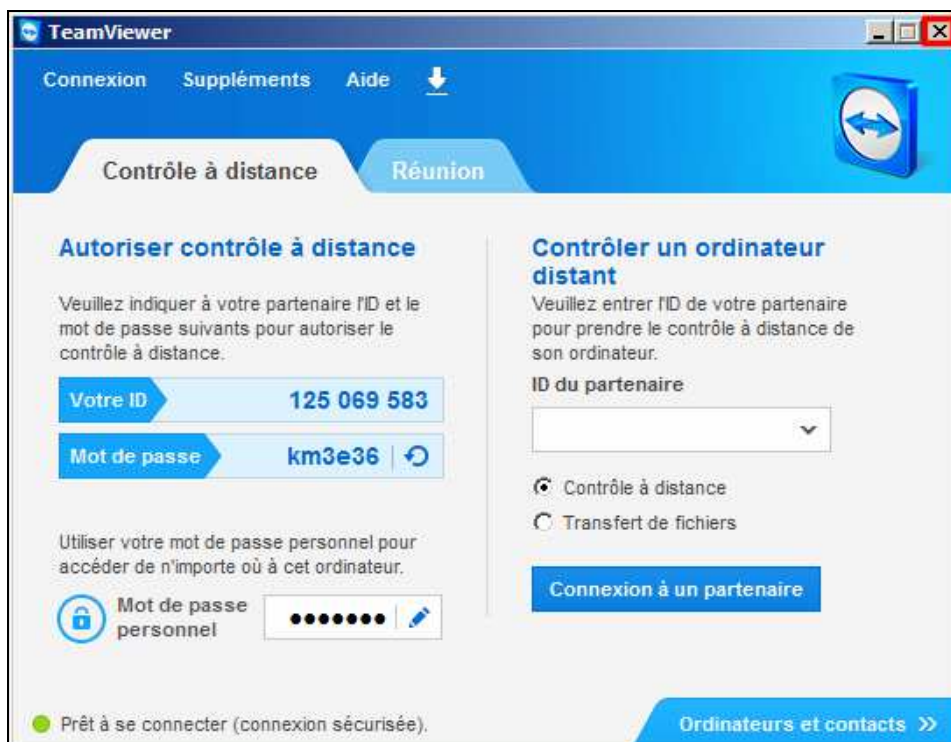 TeamViewer
Connexion Suppléments Aide
Contrôle à distance Réunion
Autoriser contrôle à distance
Veuillez indiquer à votre partenaire l'ID et le
mot de passe suivants pour autoriser le
contrôle à distance.
Votre ID 125 069 583
Mot de passe km3e36
Utiliser votre mot de passe personnel pour
accéder de n'importe où à cet ordinateur.
Mot de passe
personnel
Contrôler un ordinateur
distant
Veuillez entrer l'ID de votre partenaire
pour prendre le contrôle à distance de
son ordinateur.
ID du partenaire
Contrôle à distance
Transfert de fichiers
Connexion à un partenaire
Prêt à se connecter (connexion sécurisée).
Ordinateurs et contacts